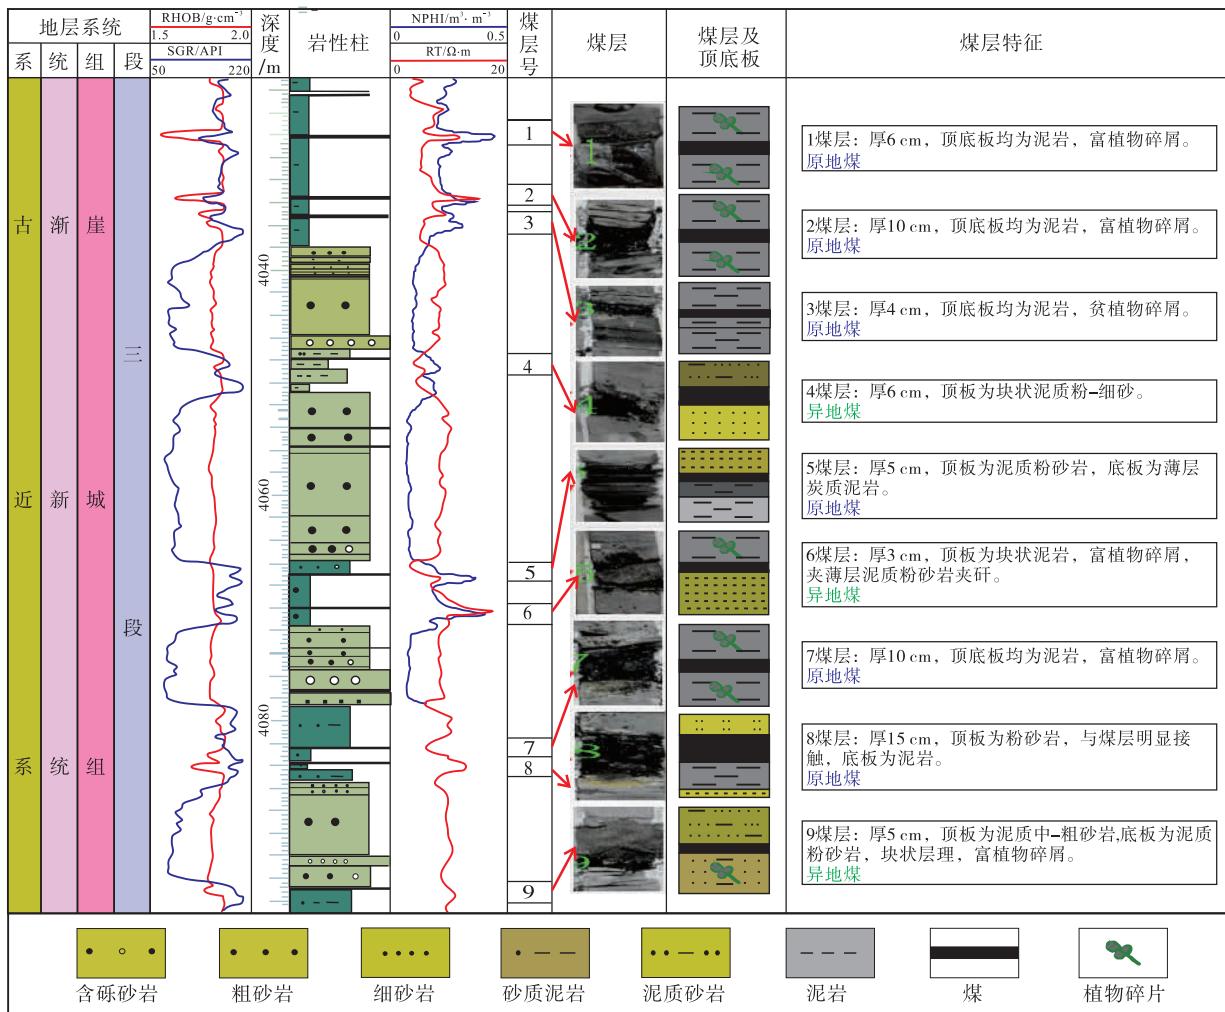 地层系统
系 统 组 段
RHOB/g·cm⁻³
1.5 2.0
SGR/API
50 220
深度/m
岩性柱
NPHI/m³·m⁻³
0 0.5
RT/Ω·m
0 20
煤层号
煤层
煤层及
顶底板
煤层特征
古近系
渐新统
崖城组
三段
4040
4060
4080
1
2
3
4
5
6
7
8
9
1
2
3
4
5
7
8
9
1煤层：厚6 cm，顶底板均为泥岩，富植物碎屑。
原地煤
2煤层：厚10 cm，顶底板均为泥岩，富植物碎屑。
原地煤
3煤层：厚4 cm，顶底板均为泥岩，贫植物碎屑。
原地煤
4煤层：厚6 cm，顶板为块状泥质粉–细砂。
异地煤
5煤层：厚5 cm，顶板为泥质粉砂岩，底板为薄层
炭质泥岩。
原地煤
6煤层：厚3 cm，顶板为块状泥岩，富植物碎屑，
夹薄层泥质粉砂岩夹矸。
异地煤
7煤层：厚10 cm，顶底板均为泥岩，富植物碎屑。
原地煤
8煤层：厚15 cm，顶板为粉砂岩，与煤层明显接
触，底板为泥岩。
原地煤
9煤层：厚5 cm，顶板为泥质中–粗砂岩,底板为泥质
粉砂岩，块状层理，富植物碎屑。
异地煤
含砾砂岩 粗砂岩 细砂岩 砂质泥岩 泥质砂岩 泥岩 煤 植物碎片